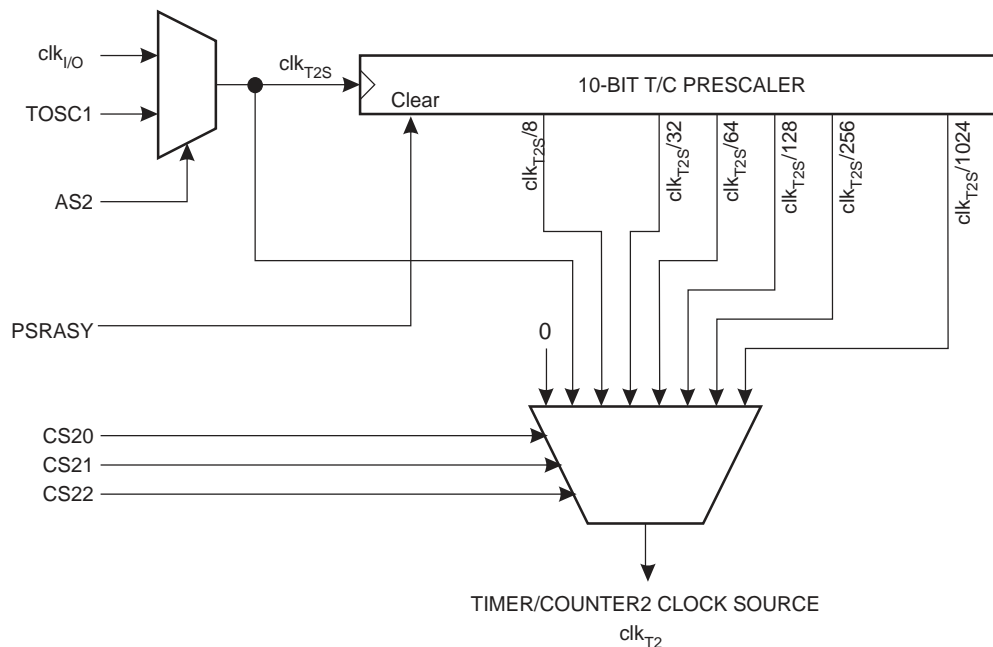 clkI/O
TOSC1
AS2
clkT2S
10-BIT T/C PRESCALER
Clear
clkT2S/8
clkT2S/32
clkT2S/64
clkT2S/128
clkT2S/256
clkT2S/1024
PSRASY
0
CS20
CS21
CS22
TIMER/COUNTER2 CLOCK SOURCE
clkT2